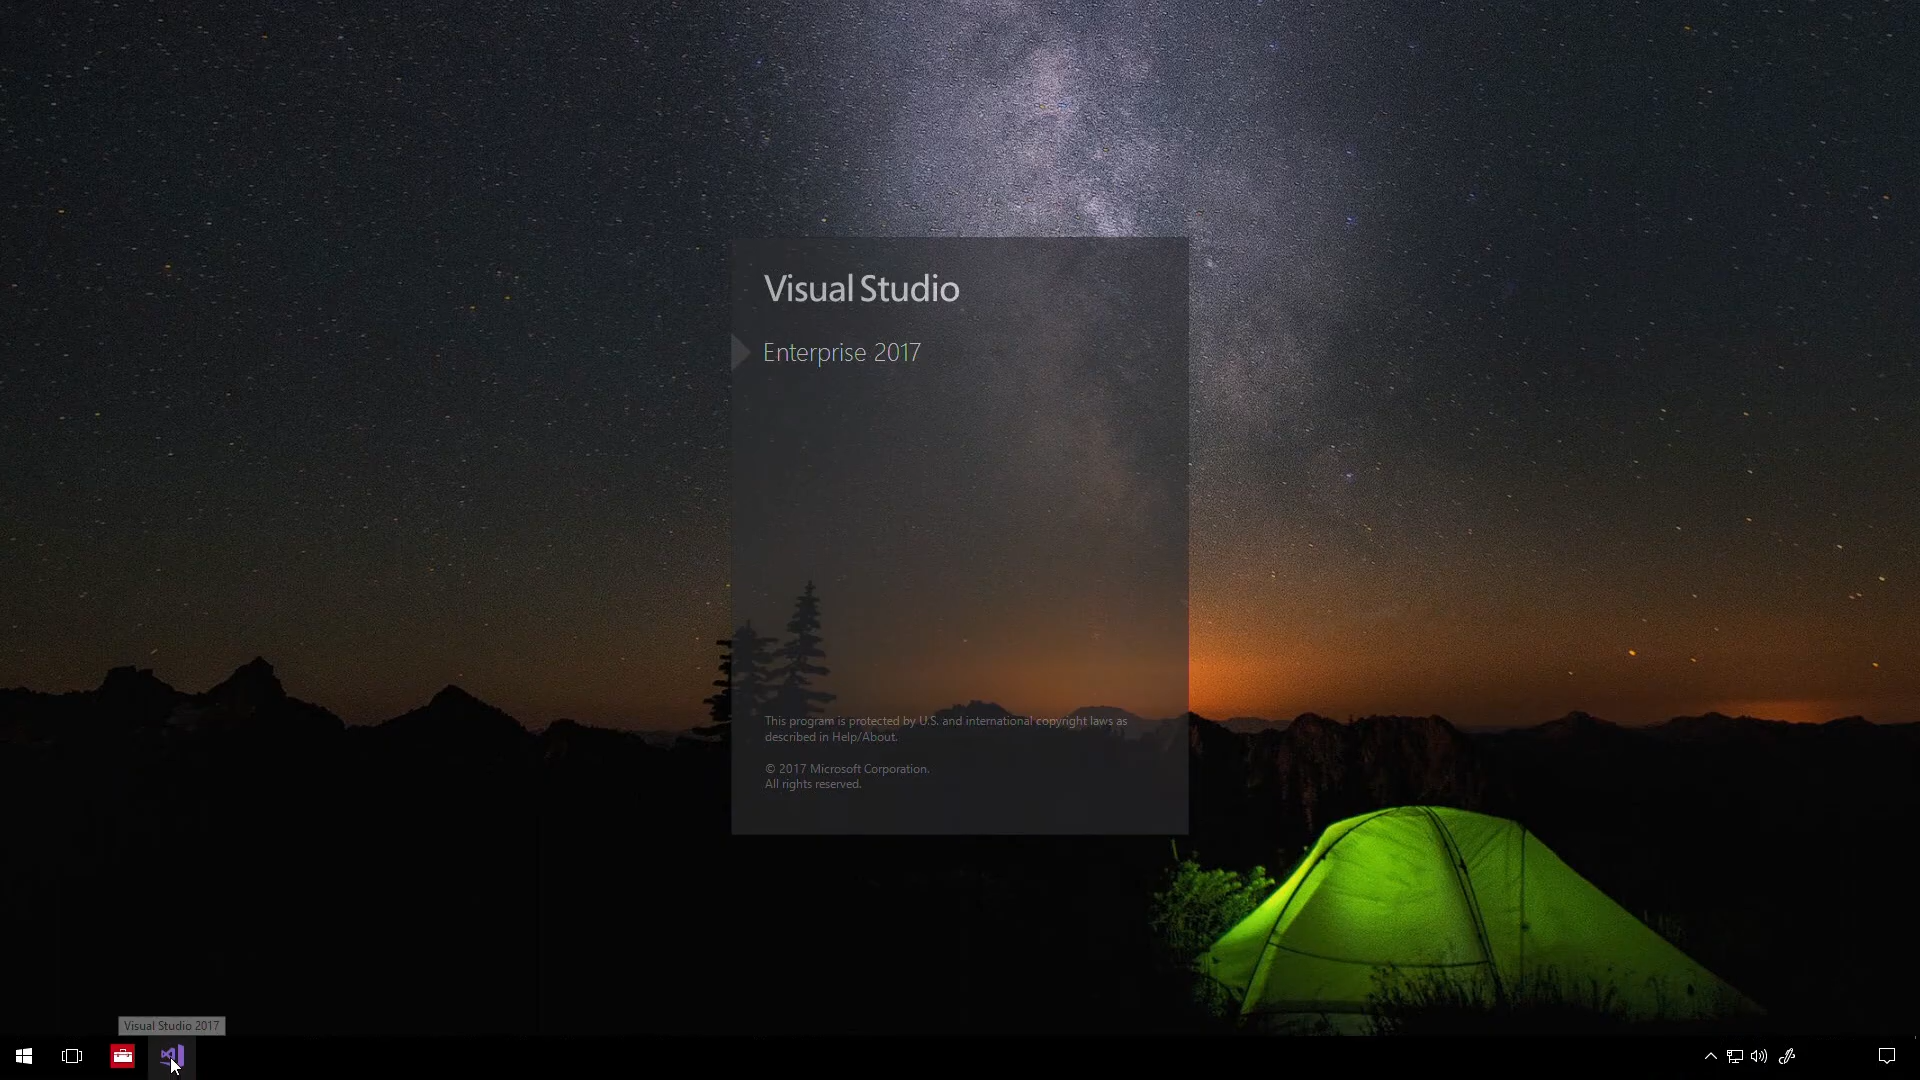 Visual Studio
Enterprise 2017
This program is protected by U.S. and international copyright laws as
described in Help/About.
© 2017 Microsoft Corporation.
All rights reserved.
Visual Studio 2017